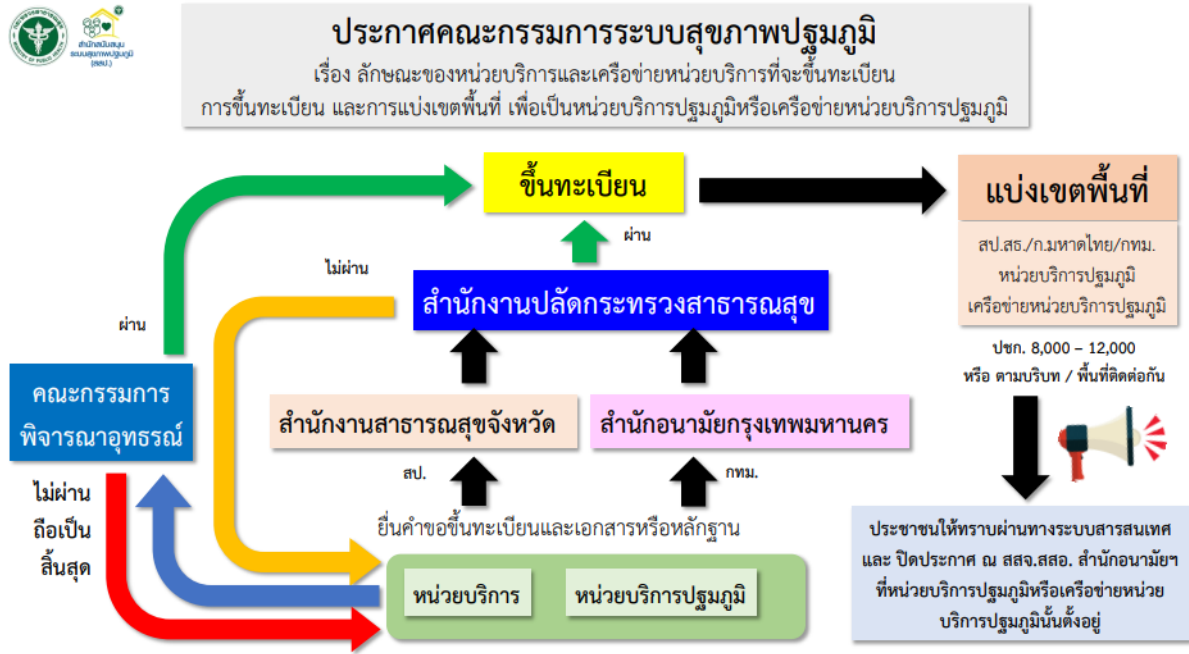 สำนักสนับสนุน
ระบบสุขภาพปฐมภูมิ
(สสป.)
ประกาศคณะกรรมการระบบสุขภาพปฐมภูมิ
เรื่อง ลักษณะของหน่วยบริการและเครือข่ายหน่วยบริการที่จะขึ้นทะเบียน
การขึ้นทะเบียน และการแบ่งเขตพื้นที่ เพื่อเป็นหน่วยบริการปฐมภูมิหรือเครือข่ายหน่วยบริการปฐมภูมิ
ขึ้นทะเบียน
แบ่งเขตพื้นที่
ผ่าน
สป.สธ./ก.มหาดไทย/กทม.
หน่วยบริการปฐมภูมิ
เครือข่ายหน่วยบริการปฐมภูมิ
ไม่ผ่าน
สำนักงานปลัดกระทรวงสาธารณสุข
ผ่าน
ปชก. 8,000 – 12,000
หรือ ตามบริบท / พื้นที่ติดต่อกัน
คณะกรรมการ
พิจารณาอุทธรณ์
สำนักงานสาธารณสุขจังหวัด
สำนักอนามัยกรุงเทพมหานคร
สป.
กทม.
ไม่ผ่าน
ถือเป็น
สิ้นสุด
ยื่นคำขอขึ้นทะเบียนและเอกสารหรือหลักฐาน
หน่วยบริการ
หน่วยบริการปฐมภูมิ
ประชาชนให้ทราบผ่านทางระบบสารสนเทศ
และ ปิดประกาศ ณ สสจ.สสอ. สำนักอนามัยฯ
ที่หน่วยบริการปฐมภูมิหรือเครือข่ายหน่วย
บริการปฐมภูมินั้นตั้งอยู่